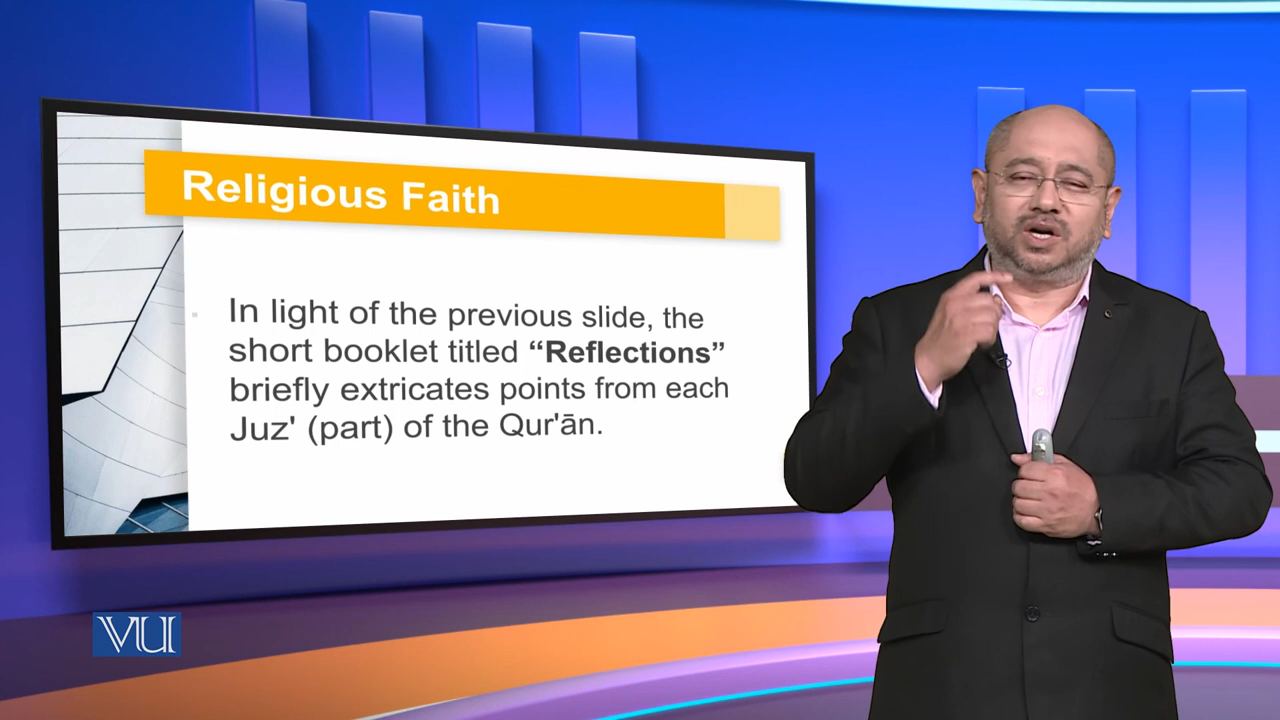 Religious Faith
In light of the previous slide, the
short booklet titled “Reflections”
briefly extricates points from each
Juz' (part) of the Qur'ān.
VU